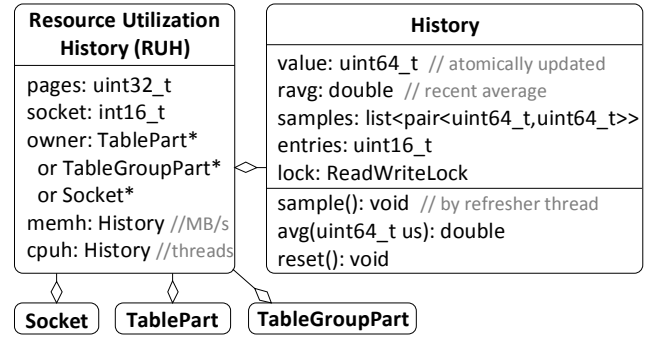 Resource Utilization
History (RUH)
pages: uint32_t
socket: int16_t
owner: TablePart*
or TableGroupPart*
or Socket*
memh: History //MB/s
cpuh: History //threads
History
value: uint64_t // atomically updated
ravg: double // recent average
samples: list<pair<uint64_t,uint64_t>>
entries: uint16_t
lock: ReadWriteLock
sample(): void // by refresher thread
avg(uint64_t us): double
reset(): void
Socket
TablePart
TableGroupPart